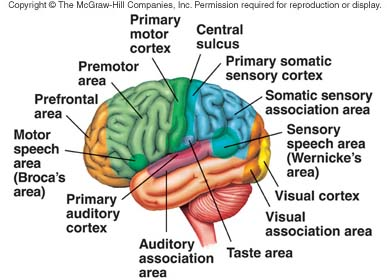 Copyright © The McGraw-Hill Companies, Inc. Permission required for reproduction or display.
Primary
motor
cortex
Central
sulcus
Premotor
area
Primary somatic
sensory cortex
Prefrontal
area
Somatic sensory
association area
Motor
speech
area
(Broca's
area)
Sensory
speech area
(Wernicke's
area)
Primary
auditory
cortex
Visual cortex
Visual
association area
Auditory
association
area
Taste area